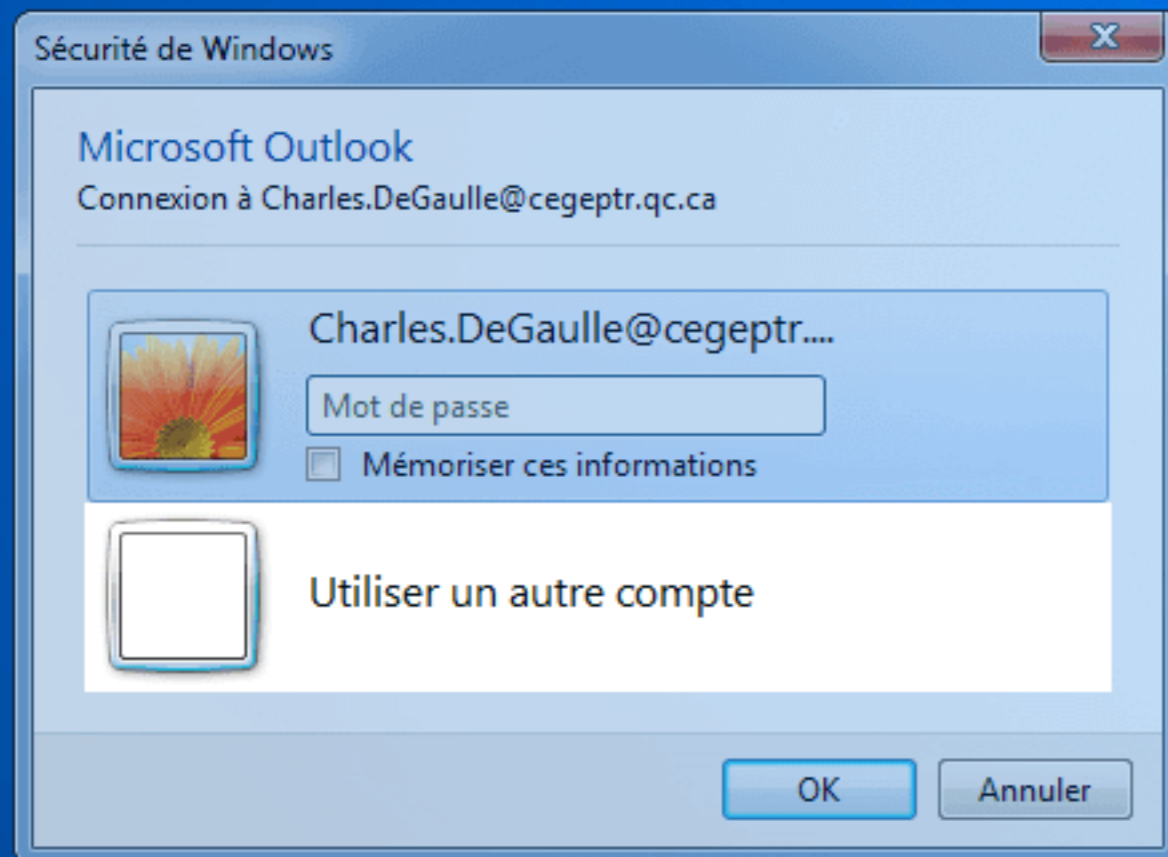 Sécurité de Windows
Microsoft Outlook
Connexion à Charles.DeGaulle@cegeptr.qc.ca
Charles.DeGaulle@cegeptr....
Mot de passe
Mémoriser ces informations
Utiliser un autre compte
OK
Annuler